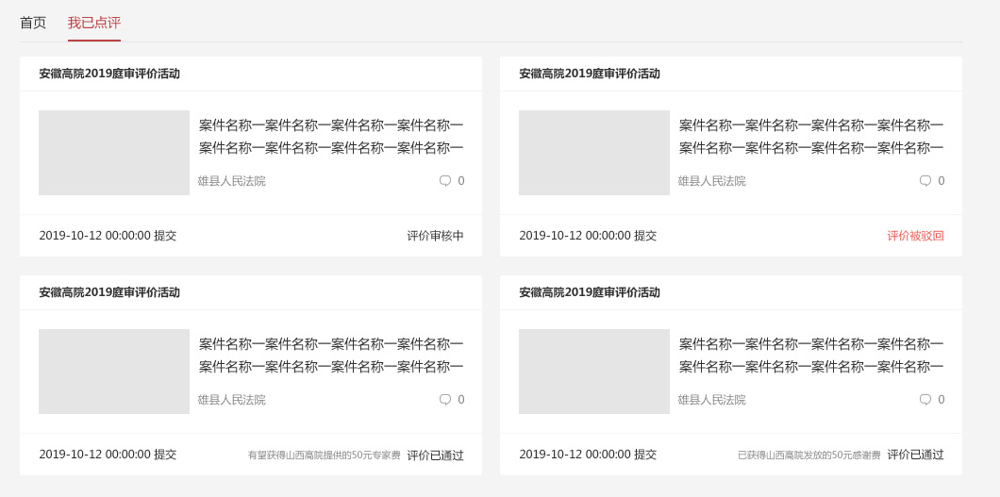 首页 我已点评
安徽高院2019庭审评价活动
案件名称一案件名称一案件名称一案件名称一
案件名称一案件名称一案件名称一案件名称一
雄县人民法院 0
2019-10-12 00:00:00 提交 评价审核中
安徽高院2019庭审评价活动
案件名称一案件名称一案件名称一案件名称一
案件名称一案件名称一案件名称一案件名称一
雄县人民法院 0
2019-10-12 00:00:00 提交 评价被驳回
安徽高院2019庭审评价活动
案件名称一案件名称一案件名称一案件名称一
案件名称一案件名称一案件名称一案件名称一
雄县人民法院 0
2019-10-12 00:00:00 提交 有望获得山西高院提供的50元专家费 评价已通过
安徽高院2019庭审评价活动
案件名称一案件名称一案件名称一案件名称一
案件名称一案件名称一案件名称一案件名称一
雄县人民法院 0
2019-10-12 00:00:00 提交 已获得山西高院发放的50元感谢费 评价已通过